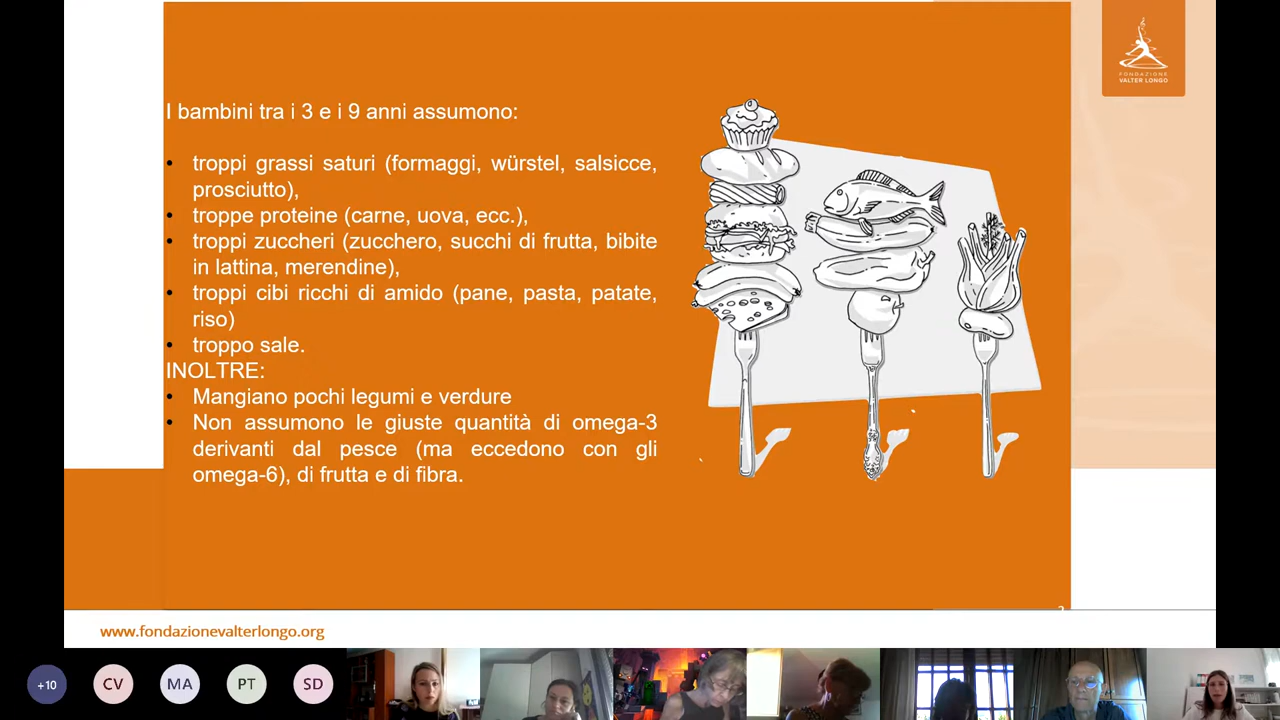 FONDAZIONE
VALTER LONGO
I bambini tra i 3 e i 9 anni assumono:
• troppi grassi saturi (formaggi, würstel, salsicce,
prosciutto),
• troppe proteine (carne, uova, ecc.),
• troppi zuccheri (zucchero, succhi di frutta, bibite
in lattina, merendine),
• troppi cibi ricchi di amido (pane, pasta, patate,
riso)
• troppo sale.
INOLTRE:
• Mangiano pochi legumi e verdure
• Non assumono le giuste quantità di omega-3
derivanti dal pesce (ma eccedono con gli
omega-6), di frutta e di fibra.
www.fondazionevalterlongo.org
+10
CV
MA
PT
SD